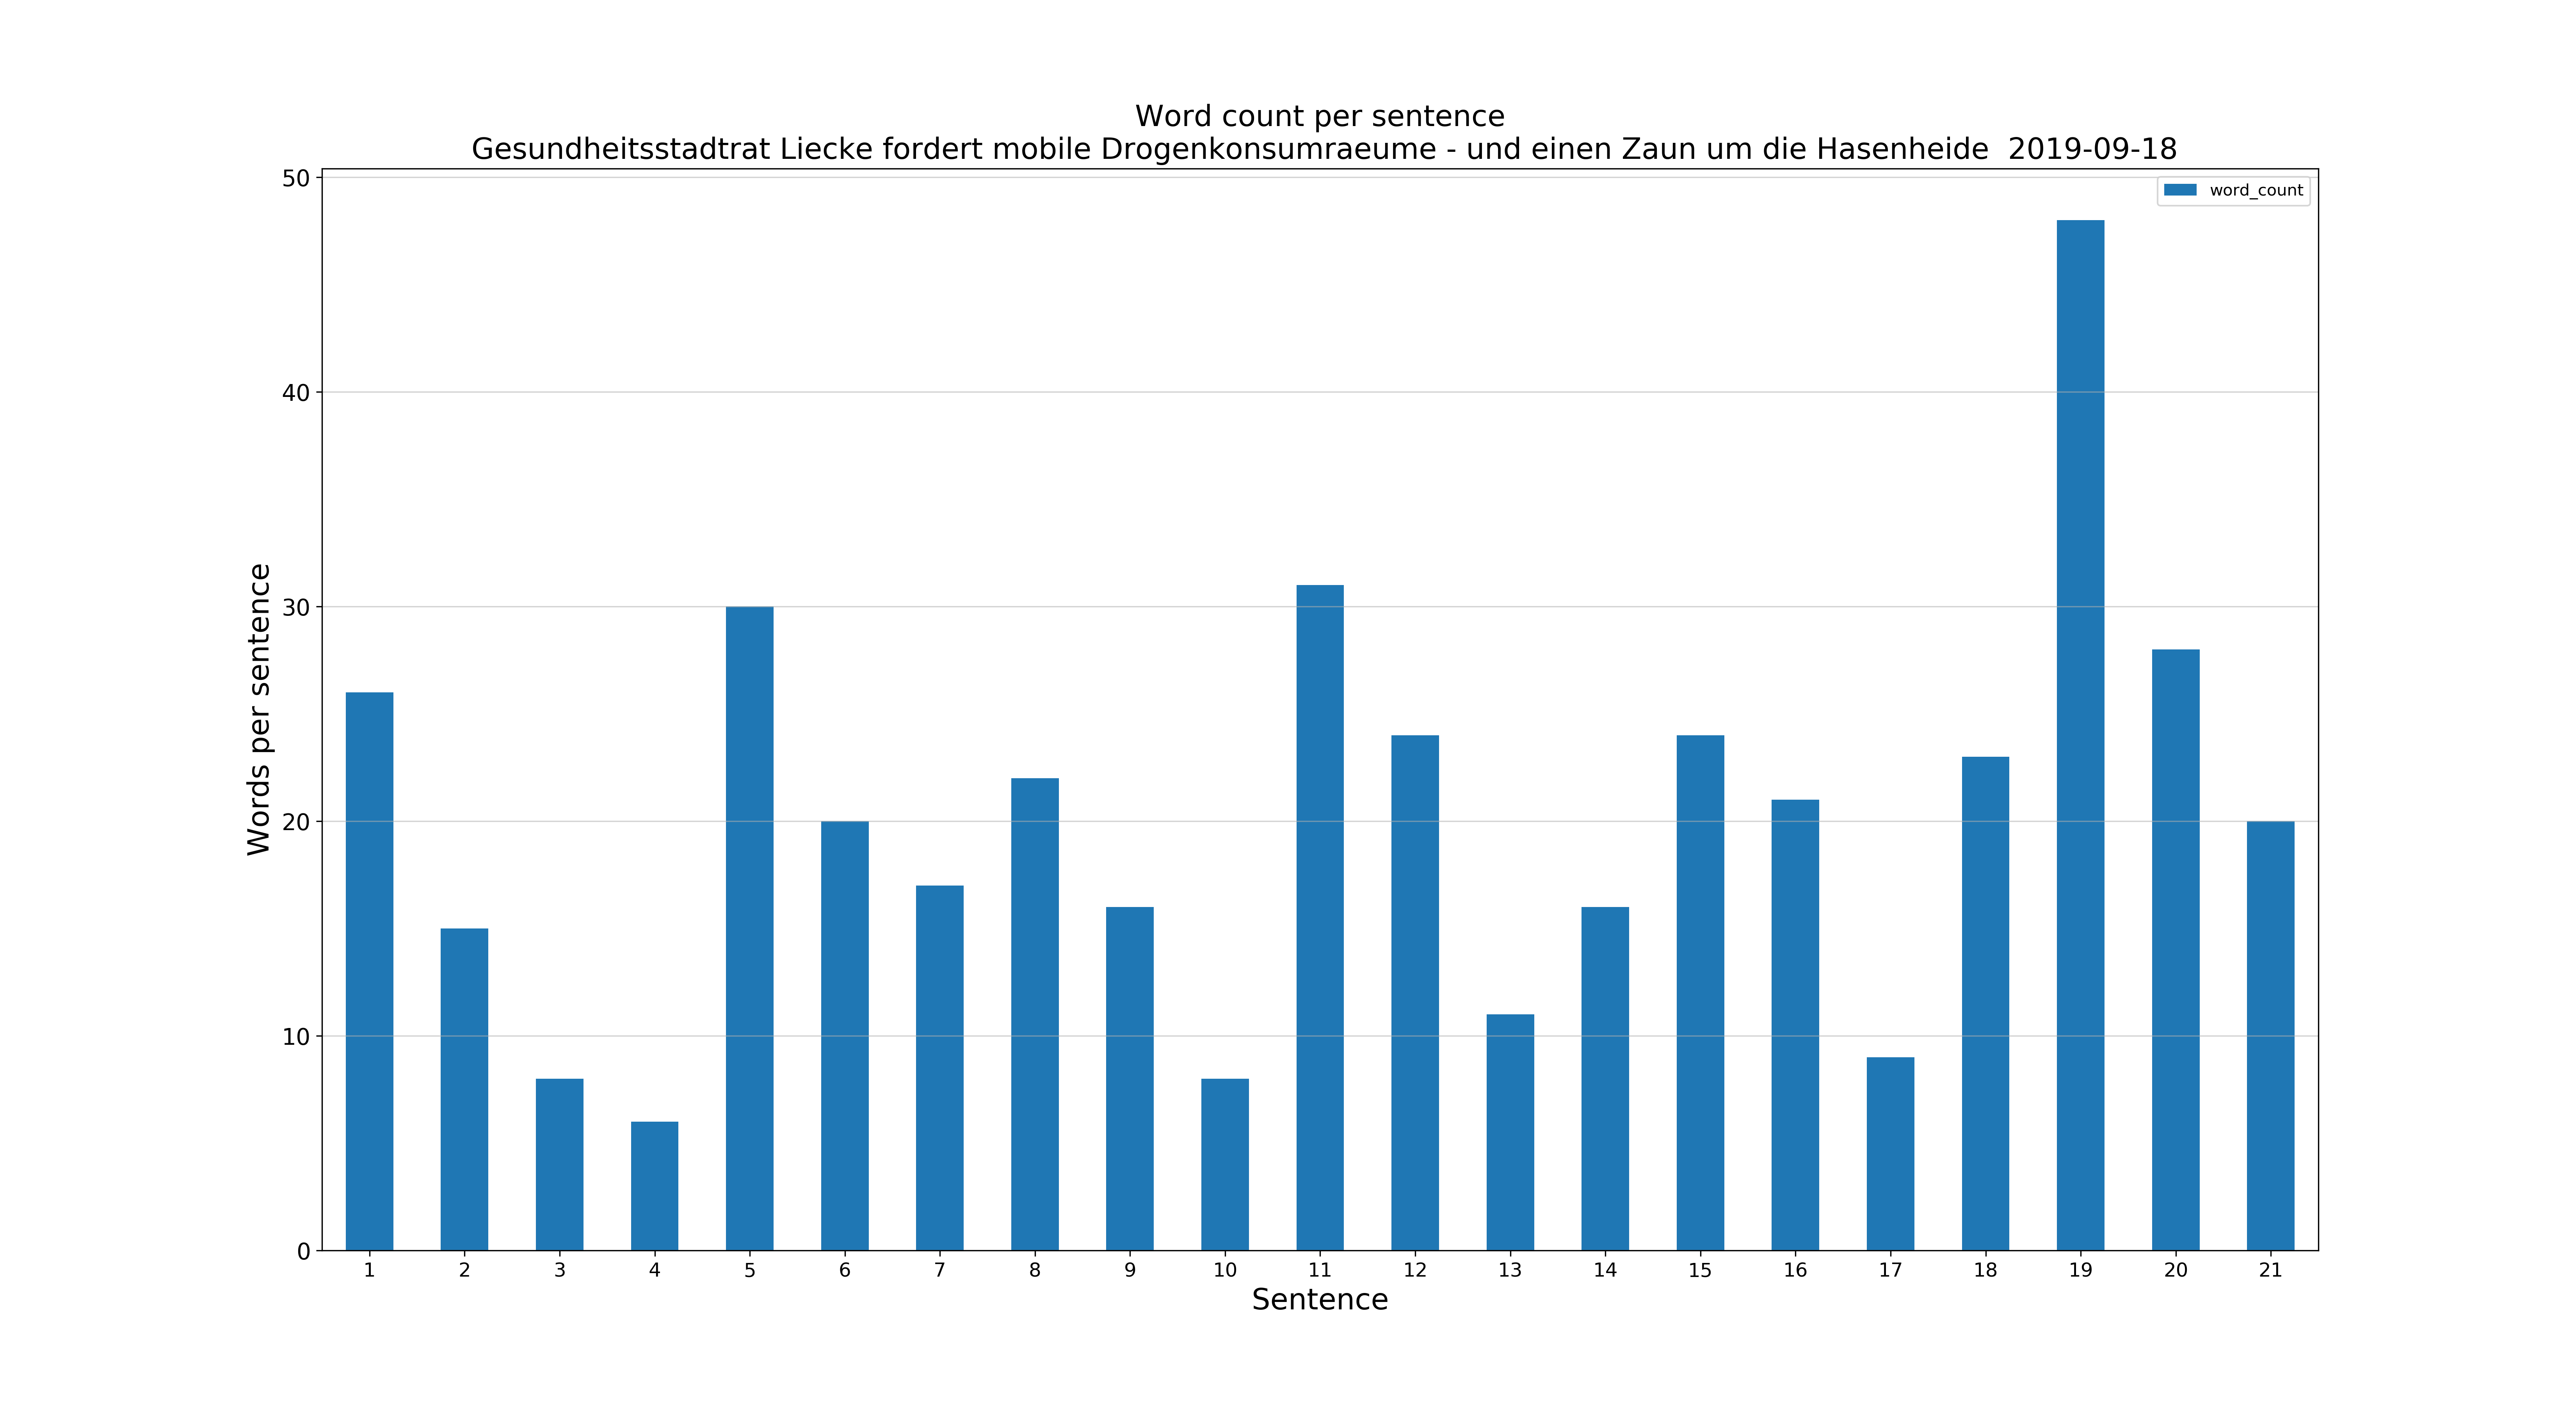 Word count per sentence
Gesundheitsstadtrat Liecke fordert mobile Drogenkonsumraeume - und einen Zaun um die Hasenheide  2019-09-18
word_count
50
40
30
20
10
0
Words per sentence
1 2 3 4 5 6 7 8 9 10 11 12 13 14 15 16 17 18 19 20 21
Sentence